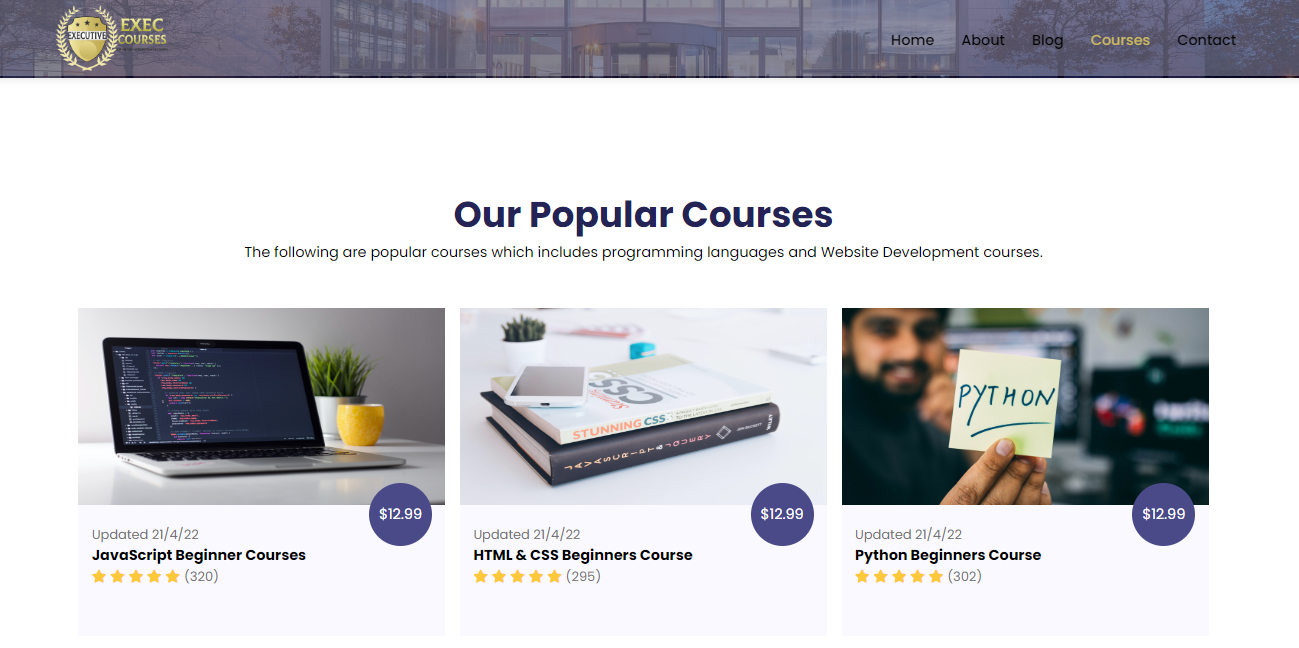 EXECUTIVE
EXEC
COURSES
Home About Blog Courses Contact
Our Popular Courses
The following are popular courses which includes programming languages and Website Development courses.
STUNNING CSS
JAVASCRIPT & JQUERY
WILEY
PYTHON
$12.99
$12.99
$12.99
Updated 21/4/22
JavaScript Beginner Courses
(320)
Updated 21/4/22
HTML & CSS Beginners Course
(295)
Updated 21/4/22
Python Beginners Course
(302)